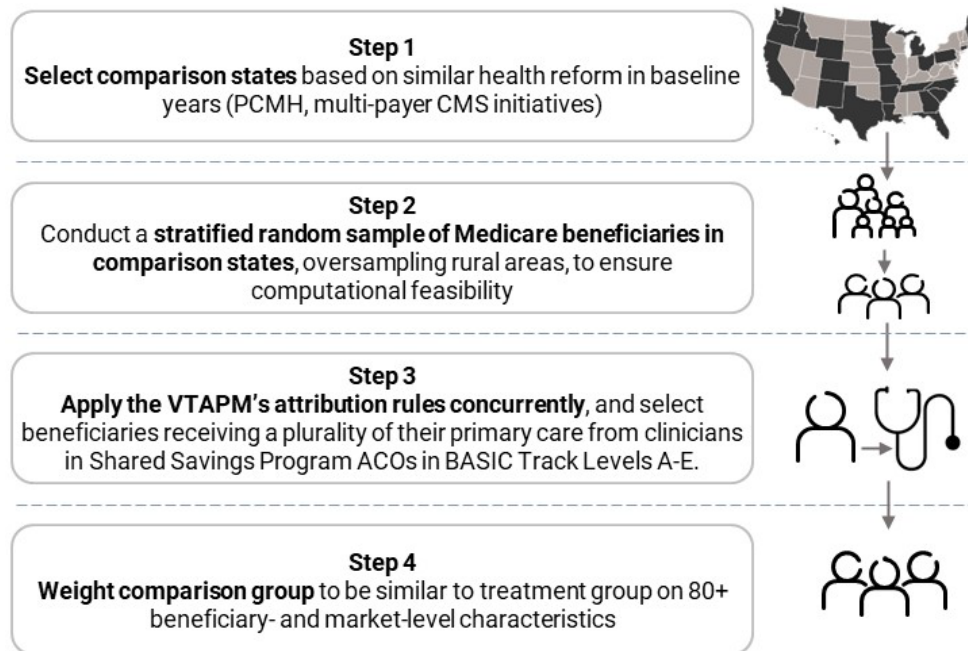 Step 1
Select comparison states based on similar health reform in baseline
years (PCMH, multi-payer CMS initiatives)
Step 2
Conduct a stratified random sample of Medicare beneficiaries in
comparison states, oversampling rural areas, to ensure
computational feasibility
Step 3
Apply the VTAPM's attribution rules concurrently, and select
beneficiaries receiving a plurality of their primary care from clinicians
in Shared Savings Program ACOs in BASIC Track Levels A-E.
Step 4
Weight comparison group to be similar to treatment group on 80+
beneficiary- and market-level characteristics